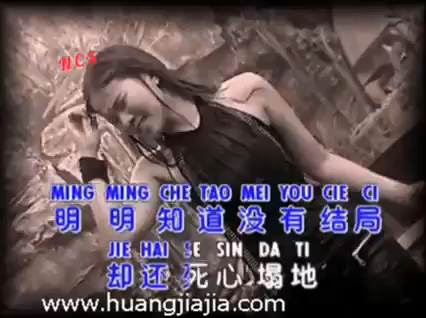 NCS
MING MING CHE TAO MEI YOU CIE CI
明明知道没有结局
JIE HAI SE SIN DA TI
却还死心塌地
www.huangjiajia.com